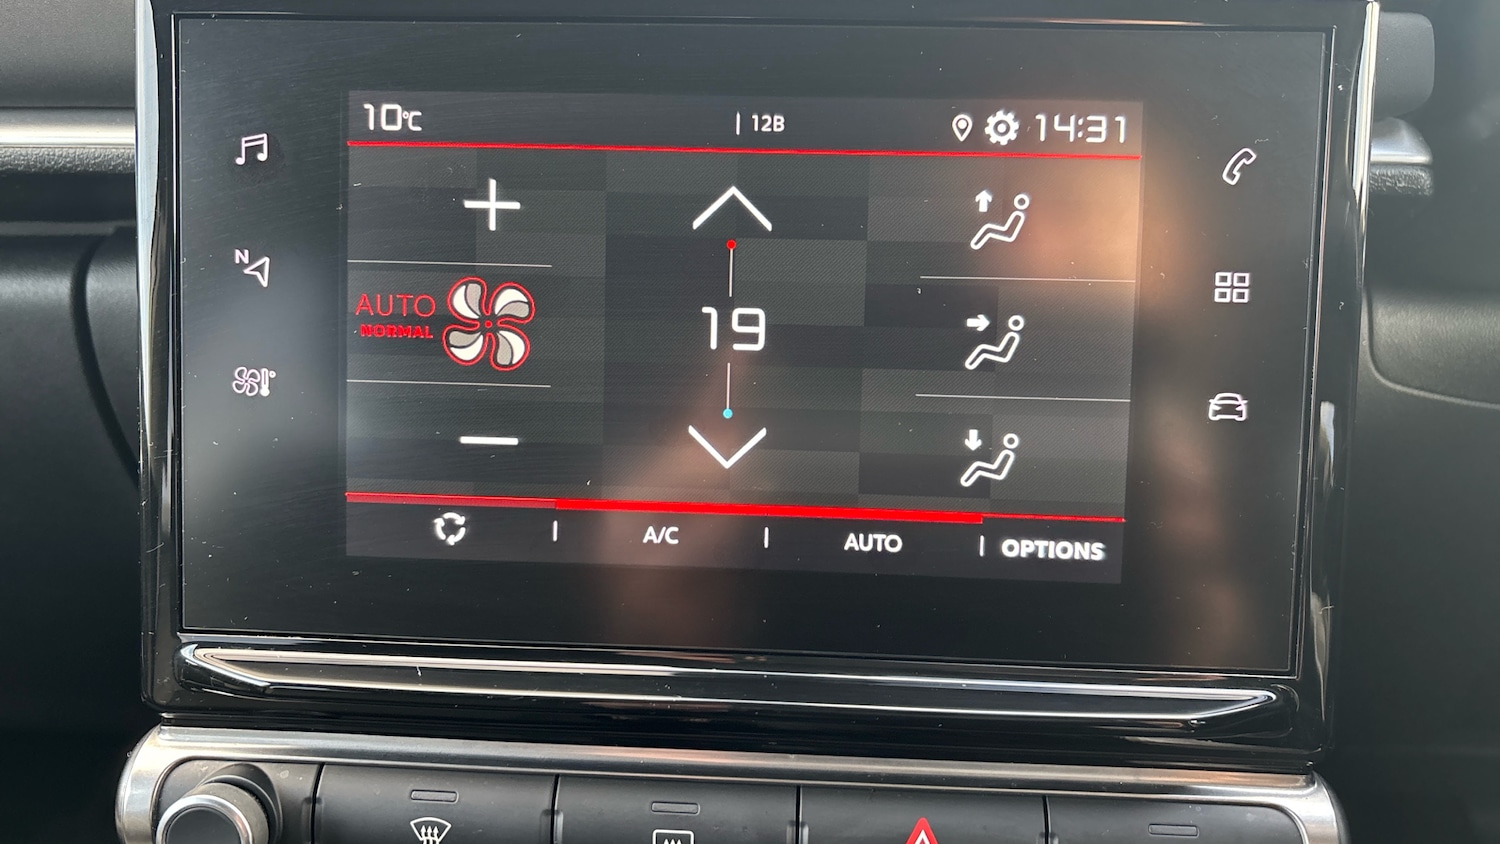 10°C
| 12B
14:31
N
AUTO
NORMAL
19
A/C
AUTO
OPTIONS